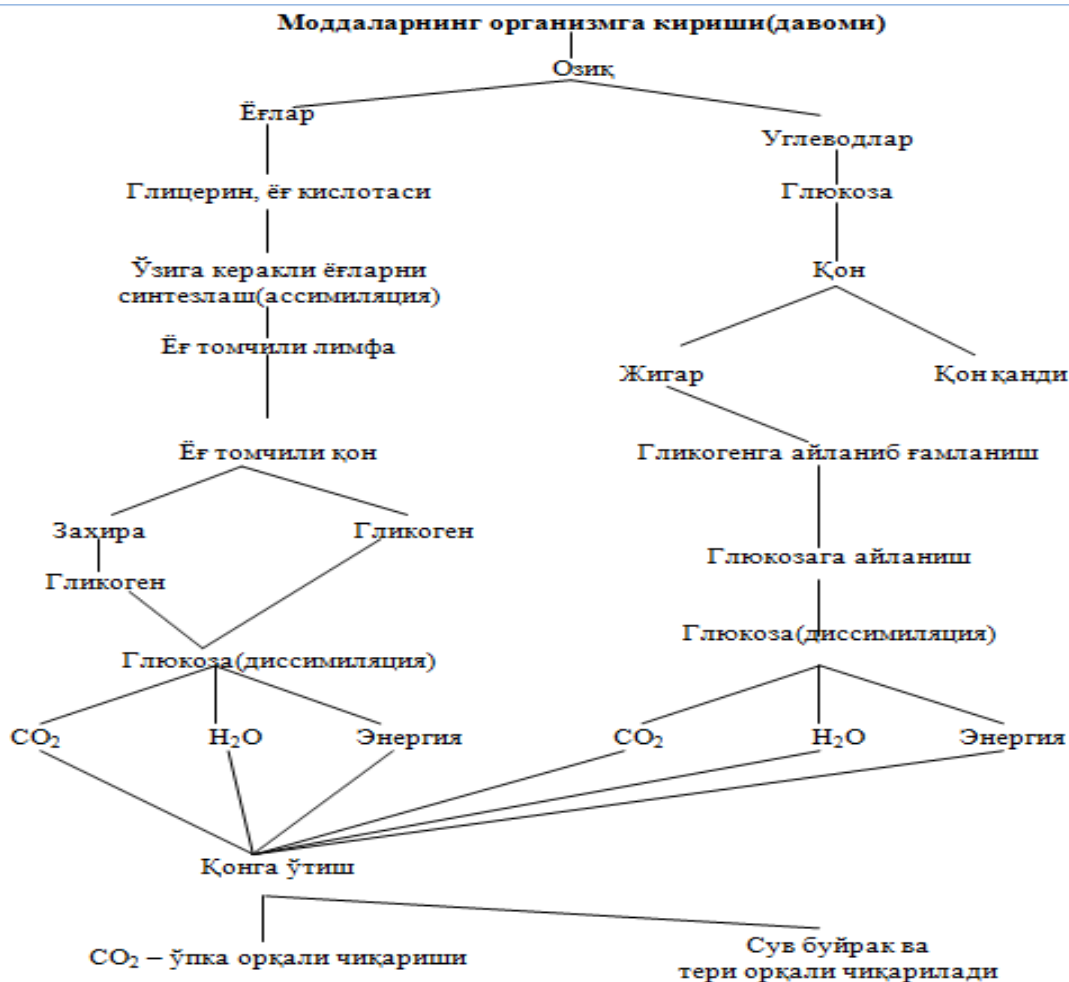 Моддаларнинг организмга кириши(давоми)
Озиқ
Ёғлар
Углеводлар
Глицерин, ёғ кислотаси
Глюкоза
Ўзига керакли ёғларни
синтезлаш(ассимиляция)
Қон
Ёғ томчили лимфа
Жигар
Қон қанди
Ёғ томчили қон
Гликогенга айланиб ғамланиш
Захира
Гликоген
Гликоген
Глюкозага айланиш
Глюкоза(диссимиляция)
Глюкоза(диссимиляция)
CO₂
H₂O
Энергия
CO₂
H₂O
Энергия
Қонга ўтиш
CO₂ – ўпка орқали чиқариши
Сув буйрак ва
тери орқали чиқарилади